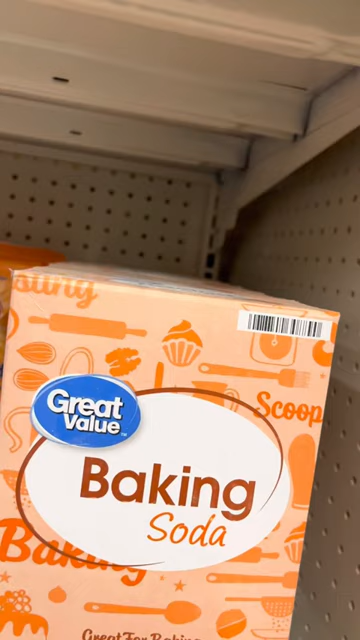 Great
Value
Scoop
Baking
Soda
Baking
Great For Baking